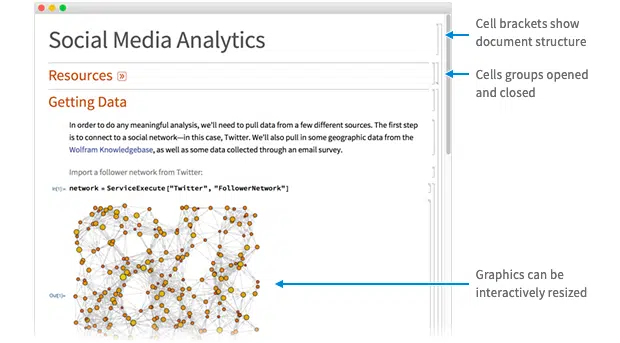 Social Media Analytics
Cell brackets show
document structure
Resources
Cells groups opened
and closed
Getting Data
In order to do any meaningful analysis, we'll need to pull data from a few different sources. The first step
is to connect to a social network—in this case, Twitter. We'll also pull in some geographic data from the
Wolfram Knowledgebase, as well as some data collected through an email survey.
Import a follower network from Twitter:
In[1]:= network = ServiceExecute["Twitter", "FollowerNetwork"]
Graphics can be
interactively resized
Out[1]=